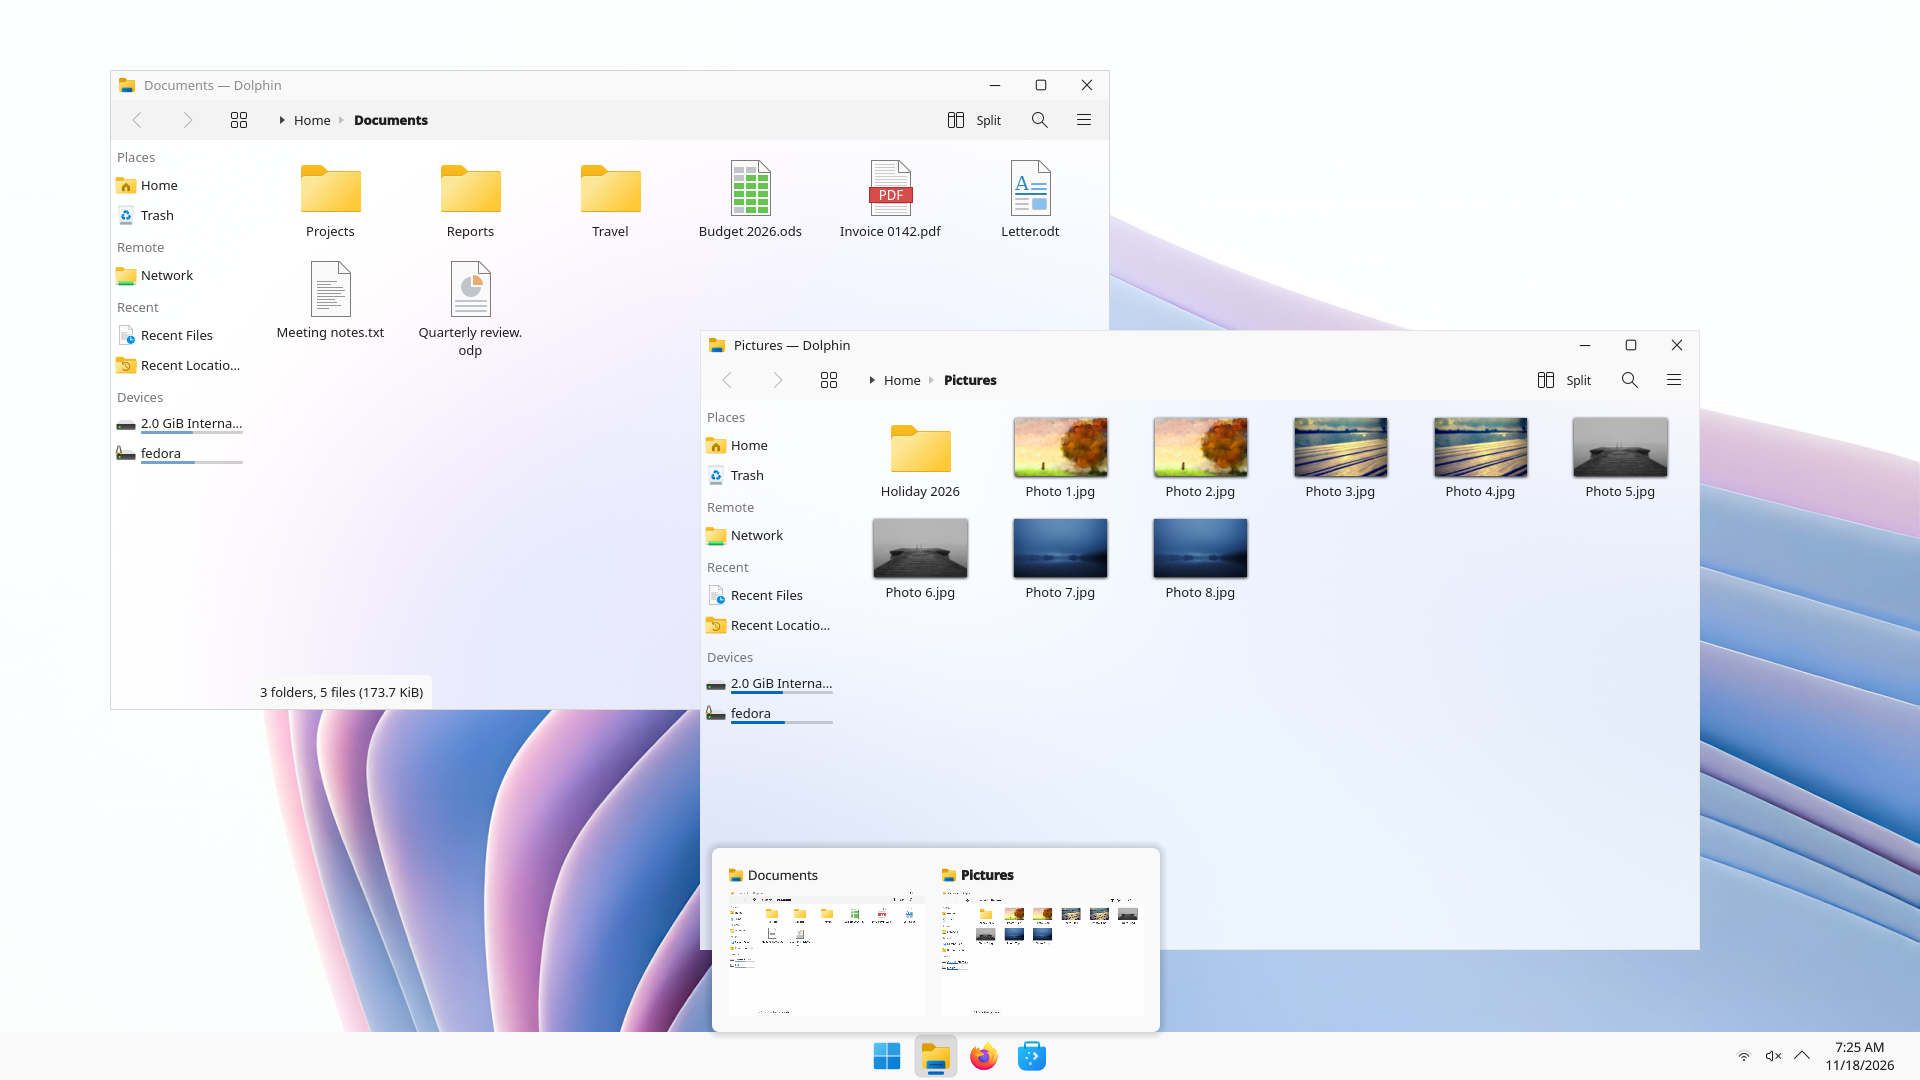 Documents — Dolphin
Home Documents
Split
Places
Home
Trash
Remote
Network
Recent
Recent Files
Recent Locatio...
Devices
2.0 GiB Interna...
fedora
Projects
Reports
Travel
Budget 2026.ods
PDF
Invoice 0142.pdf
A
Letter.odt
Meeting notes.txt
Quarterly review.
odp
3 folders, 5 files (173.7 KiB)
Pictures — Dolphin
Home Pictures
Split
Places
Home
Trash
Remote
Network
Recent
Recent Files
Recent Locatio...
Devices
2.0 GiB Interna...
fedora
Holiday 2026
Photo 1.jpg
Photo 2.jpg
Photo 3.jpg
Photo 4.jpg
Photo 5.jpg
Photo 6.jpg
Photo 7.jpg
Photo 8.jpg
Documents
Pictures
7:25 AM
11/18/2026